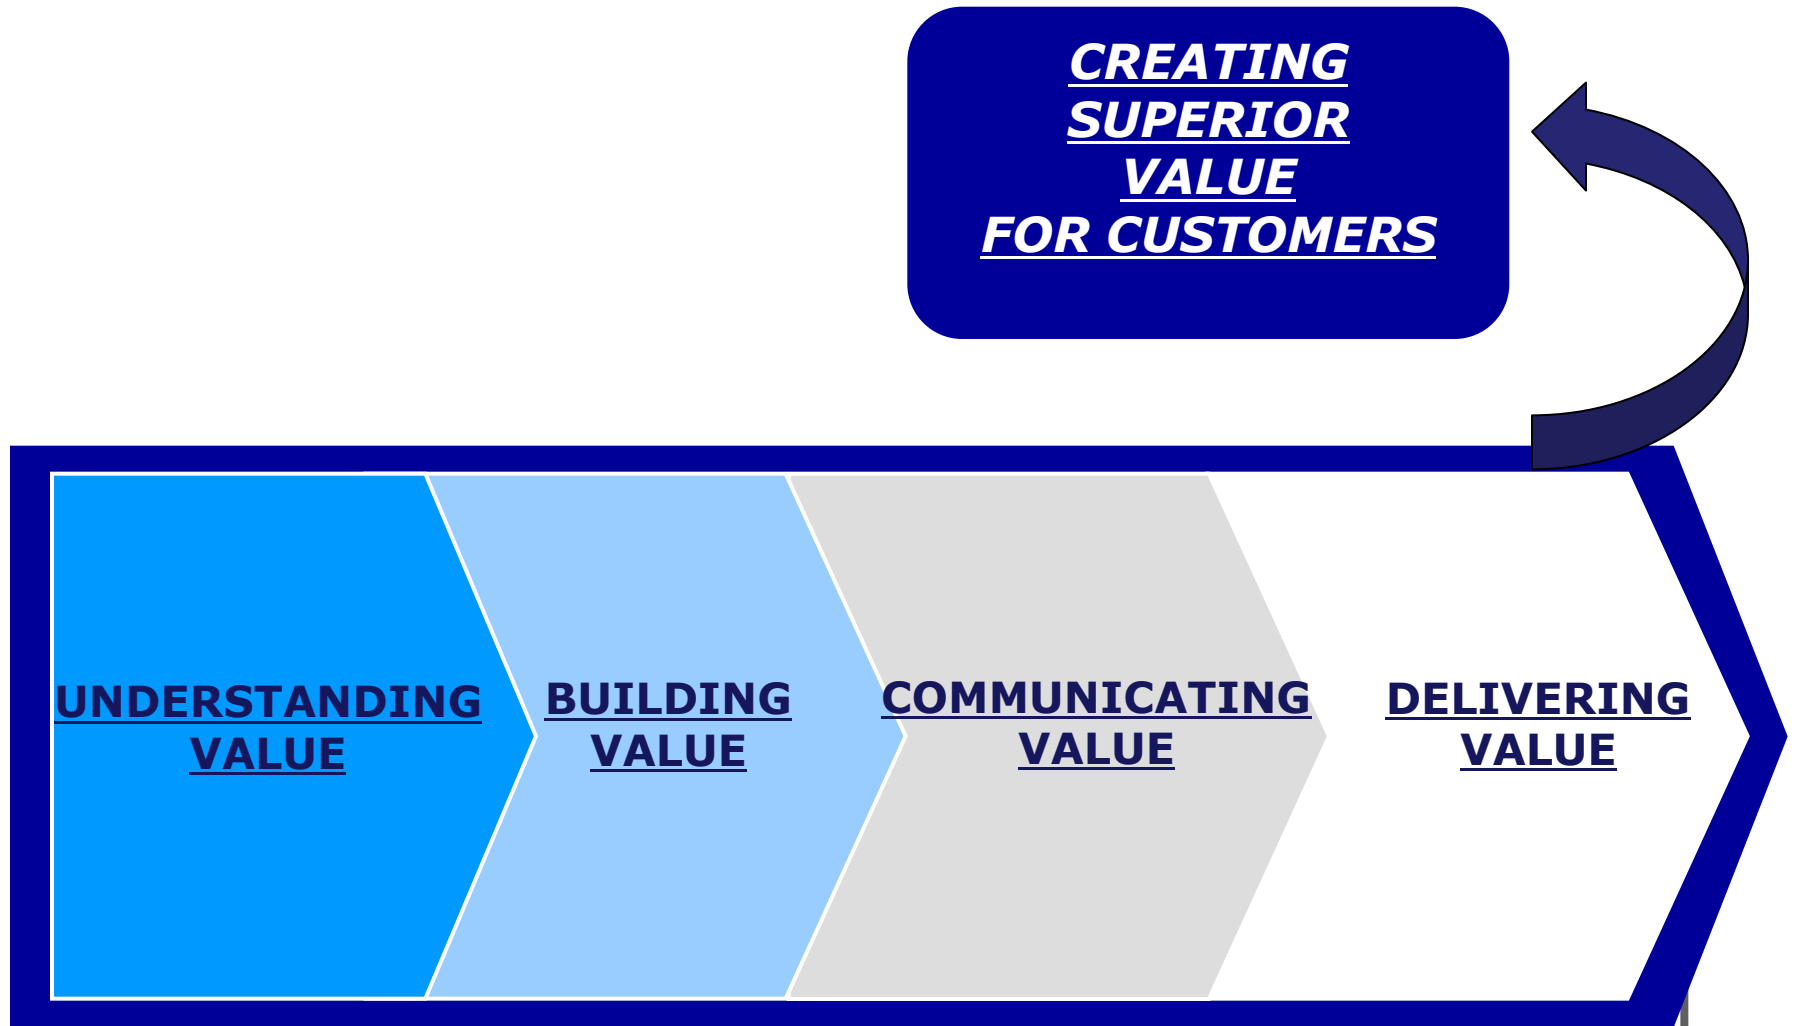 CREATING
SUPERIOR
VALUE
FOR CUSTOMERS
UNDERSTANDING
VALUE
BUILDING
VALUE
COMMUNICATING
VALUE
DELIVERING
VALUE